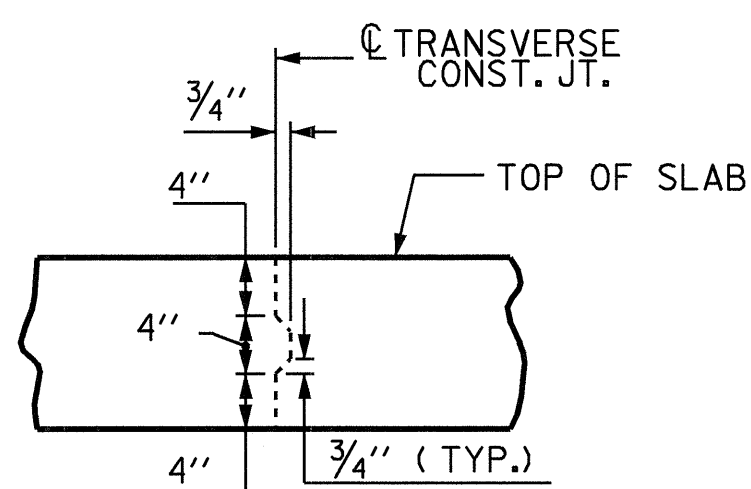 ℄ TRANSVERSE
CONST. JT.
3/4"
4"
TOP OF SLAB
4"
3/4" (TYP.)
4"